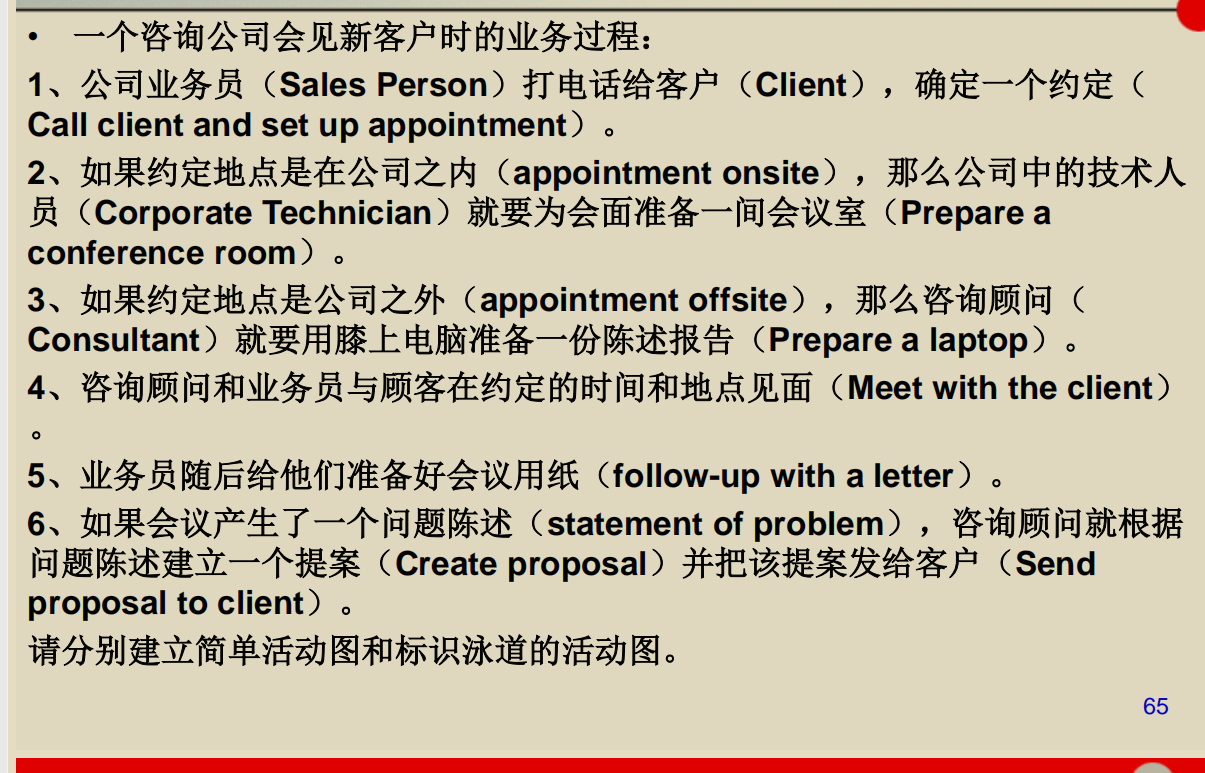 • 一个咨询公司会见新客户时的业务过程：
1、公司业务员（Sales Person）打电话给客户（Client），确定一个约定（
Call client and set up appointment）。
2、如果约定地点是在公司之内（appointment onsite），那么公司中的技术人
员（Corporate Technician）就要为会面准备一间会议室（Prepare a
conference room）。
3、如果约定地点是公司之外（appointment offsite），那么咨询顾问（
Consultant）就要用膝上电脑准备一份陈述报告（Prepare a laptop）。
4、咨询顾问和业务员与顾客在约定的时间和地点见面（Meet with the client）
。
5、业务员随后给他们准备好会议用纸（follow-up with a letter）。
6、如果会议产生了一个问题陈述（statement of problem），咨询顾问就根据
问题陈述建立一个提案（Create proposal）并把该提案发给客户（Send
proposal to client）。
请分别建立简单活动图和标识泳道的活动图。
65